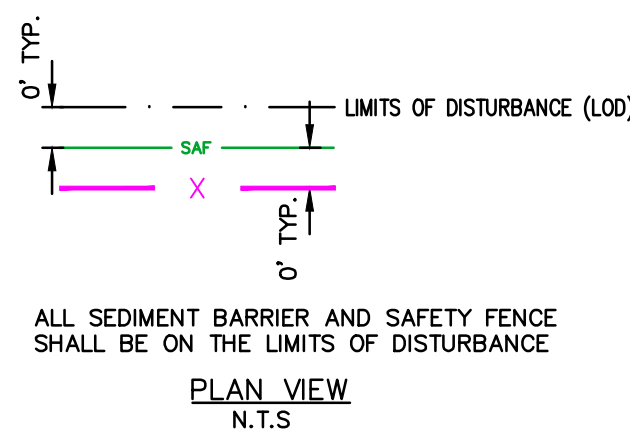 0' TYP.
LIMITS OF DISTURBANCE (LOD)
SAF
X
0' TYP.
ALL SEDIMENT BARRIER AND SAFETY FENCE
SHALL BE ON THE LIMITS OF DISTURBANCE
PLAN VIEW
N.T.S